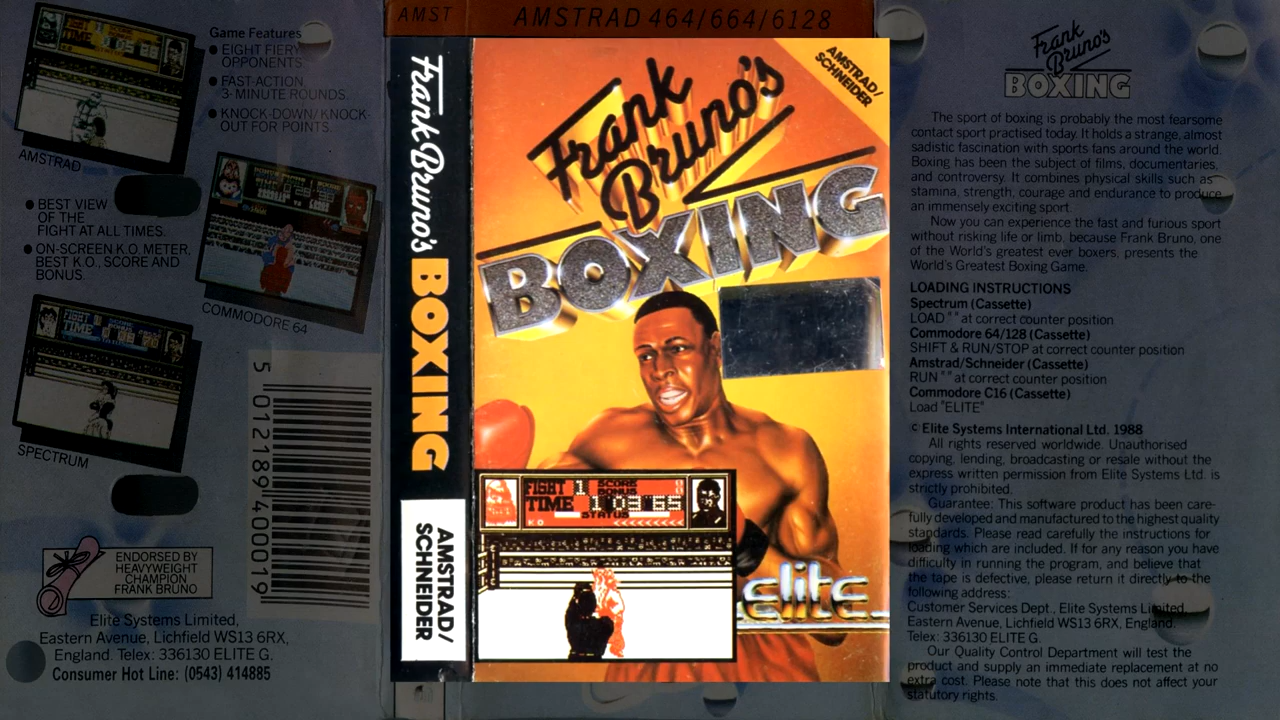 Game Features
● EIGHT FIERY
OPPONENTS.
● FAST-ACTION
3-MINUTE ROUNDS.
● KNOCK-DOWN/KNOCK-
OUT FOR POINTS.
AMSTRAD
● BEST VIEW
OF THE
FIGHT AT ALL TIMES.
● ON-SCREEN K.O. METER,
BEST K.O., SCORE AND
BONUS.
COMMODORE 64
FIGHT 1
TIME
SPECTRUM
5 012189 400019
ENDORSED BY
HEAVYWEIGHT
CHAMPION
FRANK BRUNO
Elite Systems Limited,
Eastern Avenue, Lichfield WS13 6RX,
England. Telex: 336130 ELITE G.
Consumer Hot Line: (0543) 414885
AMST
AMSTRAD 464/664/6128
Frank Bruno's BOXING
AMSTRAD/
SCHNEIDER
AMSTRAD/
SCHNEIDER
Frank
Bruno's
BOXING
FIGHT 1 SCORE 0
BONUS 0
TIME 1:03 65
STATUS
KO
elite
Frank
Bruno's
BOXING
The sport of boxing is probably the most fearsome
contact sport practised today. It holds a strange, almost
sadistic fascination with sports fans around the world.
Boxing has been the subject of films, documentaries,
and controversy. It combines physical skills such as
stamina, strength, courage and endurance to produce
an immensely exciting sport.
Now you can experience the fast and furious sport
without risking life or limb, because Frank Bruno, one
of the World's greatest ever boxers, presents the
World's Greatest Boxing Game.
LOADING INSTRUCTIONS
Spectrum (Cassette)
LOAD " " at correct counter position
Commodore 64/128 (Cassette)
SHIFT & RUN/STOP at correct counter position
Amstrad/Schneider (Cassette)
RUN " " at correct counter position
Commodore C16 (Cassette)
Load "ELITE"
© Elite Systems International Ltd. 1988
All rights reserved worldwide. Unauthorised
copying, lending, broadcasting or resale without the
express written permission from Elite Systems Ltd. is
strictly prohibited.
Guarantee: This software product has been care-
fully developed and manufactured to the highest quality
standards. Please read carefully the instructions for
loading which are included. If for any reason you have
difficulty in running the program, and believe that
the tape is defective, please return it directly to the
following address:
Customer Services Dept., Elite Systems Limited,
Eastern Avenue, Lichfield WS13 6RX, England.
Telex: 336130 ELITE G.
Our Quality Control Department will test the
product and supply an immediate replacement at no
extra cost. Please note that this does not affect your
statutory rights.